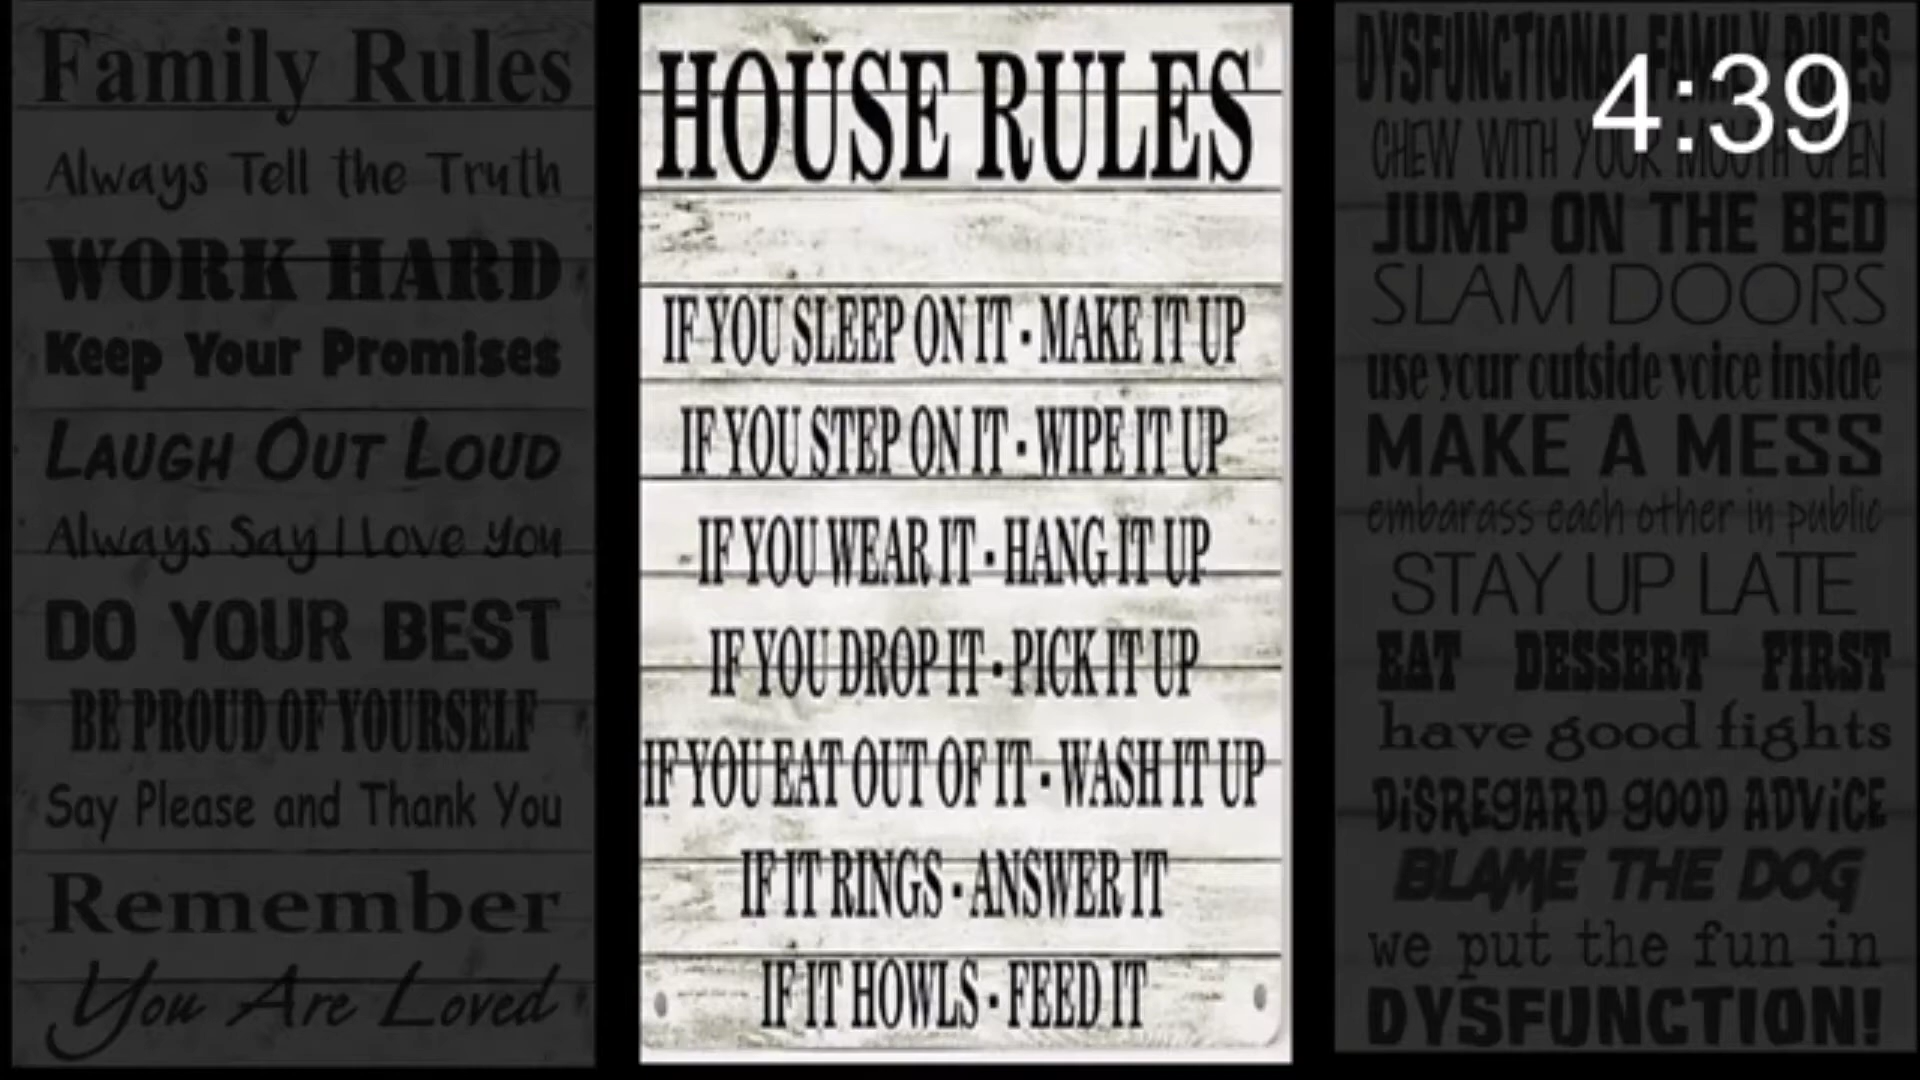 Family Rules
Always Tell the Truth
WORK HARD
Keep Your Promises
LAUGH OUT LOUD
Always Say I Love You
DO YOUR BEST
BE PROUD OF YOURSELF
Say Please and Thank You
Remember
You Are Loved
HOUSE RULES
IF YOU SLEEP ON IT · MAKE IT UP
IF YOU STEP ON IT · WIPE IT UP
IF YOU WEAR IT · HANG IT UP
IF YOU DROP IT · PICK IT UP
IF YOU EAT OUT OF IT · WASH IT UP
IF IT RINGS · ANSWER IT
IF IT HOWLS · FEED IT
4:39
DYSFUNCTIONAL FAMILY RULES
CHEW WITH YOUR MOUTH OPEN
JUMP ON THE BED
SLAM DOORS
use your outside voice inside
MAKE A MESS
embarass each other in public
STAY UP LATE
EAT DESSERT FIRST
have good fights
DiSREGARD gOOD ADViCE
BLAME THE DOG
we put the fun in
DYSFUNCTION!